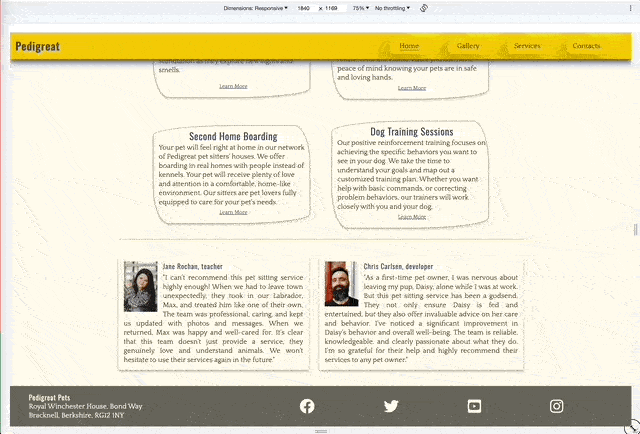 Dimensions: Responsive ▾ 1840 × 1169 75% ▾ No throttling ▾
Pedigreat
Home Gallery Services Contacts
smells.
Learn More
peace of mind knowing your pets are in safe
and loving hands.
Learn More
Second Home Boarding
Your pet will feel right at home in our network
of Pedigreat pet sitters' houses. We offer
boarding in real homes with people instead of
kennels. Your pet will receive plenty of love
and attention in a comfortable, home-like
environment. Our sitters are pet lovers fully
equipped to care for your pet's needs.
Learn More
Dog Training Sessions
Our positive reinforcement training focuses on
achieving the specific behaviors you want to
see in your dog. We take the time to
understand your goals and map out a
customized training plan. Whether you want
help with basic commands, or correcting
problem behaviors, our trainers will work
closely with you and your dog.
Learn More
Jane Rochan, teacher
"I can't recommend this pet sitting service
highly enough! When we had to leave town
unexpectedly, they took in our Labrador,
Max, and treated him like one of their own.
The team was professional, caring, and kept
us updated with photos and messages. When we
returned, Max was happy and well-cared for. It's clear
that this team doesn't just provide a service, they
genuinely love and understand animals. We won't
hesitate to use their services again in the future."
Chris Carlsen, developer
"As a first-time pet owner, I was nervous about
leaving my pup, Daisy, alone while I was at work.
But this pet sitting service has been a godsend.
They not only ensure Daisy is fed and
entertained, but they also offer invaluable advice on her care
and behavior. I've noticed a significant improvement in
Daisy's behavior and overall well-being. The team is reliable,
knowledgeable, and clearly passionate about what they do.
I'm so grateful for their help and highly recommend their
services to any pet owner."
Pedigreat Pets
Royal Winchester House, Bond Way
Bracknell, Berkshire, RG12 1NY